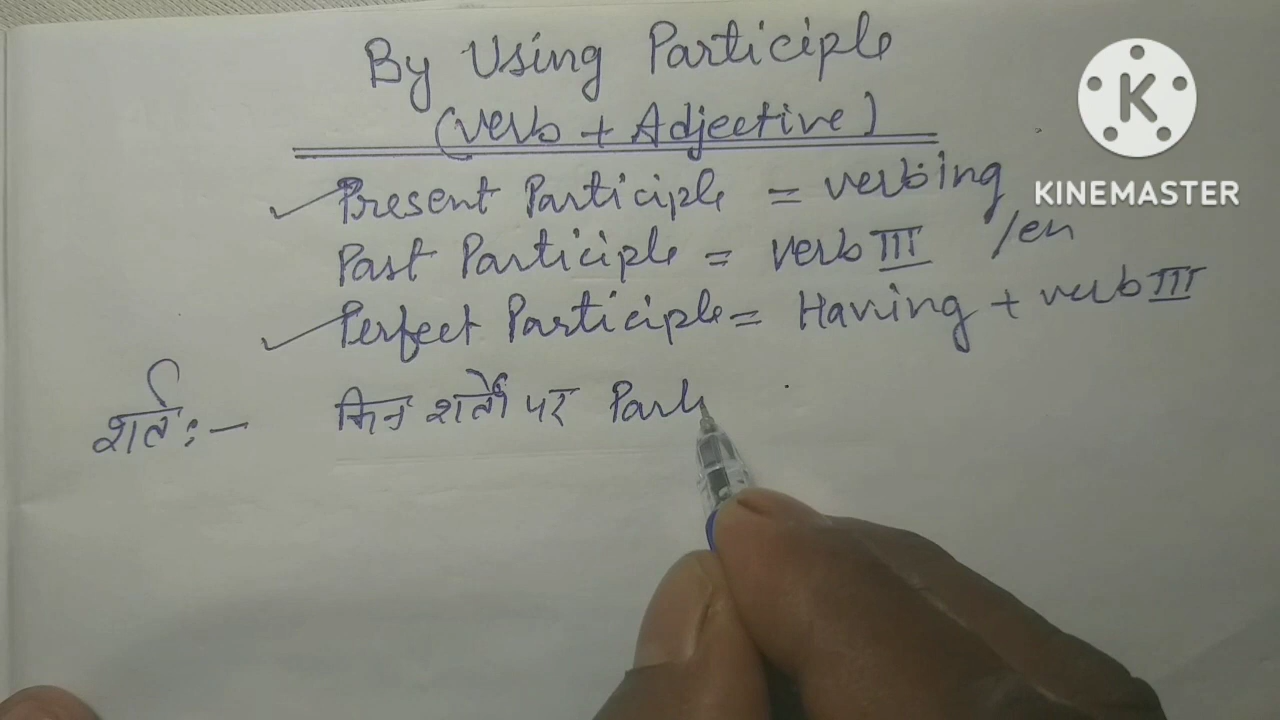 By Using Participle
(verb + Adjective)
Present Participle = verbing
Past Participle = verb III /en
Perfect Participle = Having + verb III
शर्त :- किन शर्तों पर Part
K
KINEMASTER